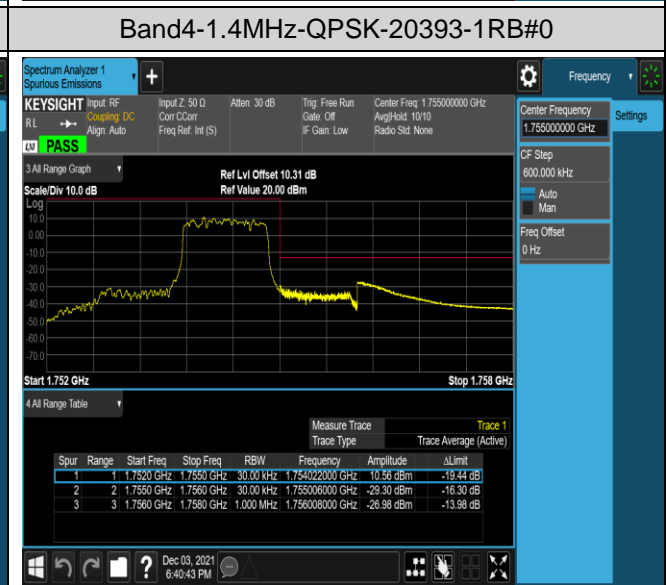 Band4-1.4MHz-QPSK-20393-1RB#0
Spectrum Analyzer 1
Spurious Emissions
+
Frequency
KEYSIGHT
RL
PASS
Input: RF
Coupling: DC
Align: Auto
Input Z: 50 Ω
Corr CCorr
Freq Ref: Int (S)
Atten: 30 dB
Trig: Free Run
Gate: Off
IF Gain: Low
Center Freq: 1.755000000 GHz
Avg|Hold: 10/10
Radio Std: None
Center Frequency
1.755000000 GHz
Settings
CF Step
600.000 kHz
Auto
Man
Freq Offset
0 Hz
3 All Range Graph
Ref Lvl Offset 10.31 dB
Scale/Div 10.0 dB
Ref Value 20.00 dBm
Log
10.0
0.00
-10.0
-20.0
-30.0
-40.0
-50.0
-60.0
-70.0
Start 1.752 GHz
Stop 1.758 GHz
4 All Range Table
Measure Trace Trace 1
Trace Type Trace Average (Active)
Spur Range Start Freq Stop Freq RBW Frequency Amplitude ΔLimit
1 1 1.7520 GHz 1.7550 GHz 30.00 kHz 1.754022000 GHz 10.56 dBm -19.44 dB
2 2 1.7550 GHz 1.7560 GHz 30.00 kHz 1.755006000 GHz -29.30 dBm -16.30 dB
3 3 1.7560 GHz 1.7580 GHz 1.000 MHz 1.756008000 GHz -26.98 dBm -13.98 dB
?
Dec 03, 2021
6:40:43 PM